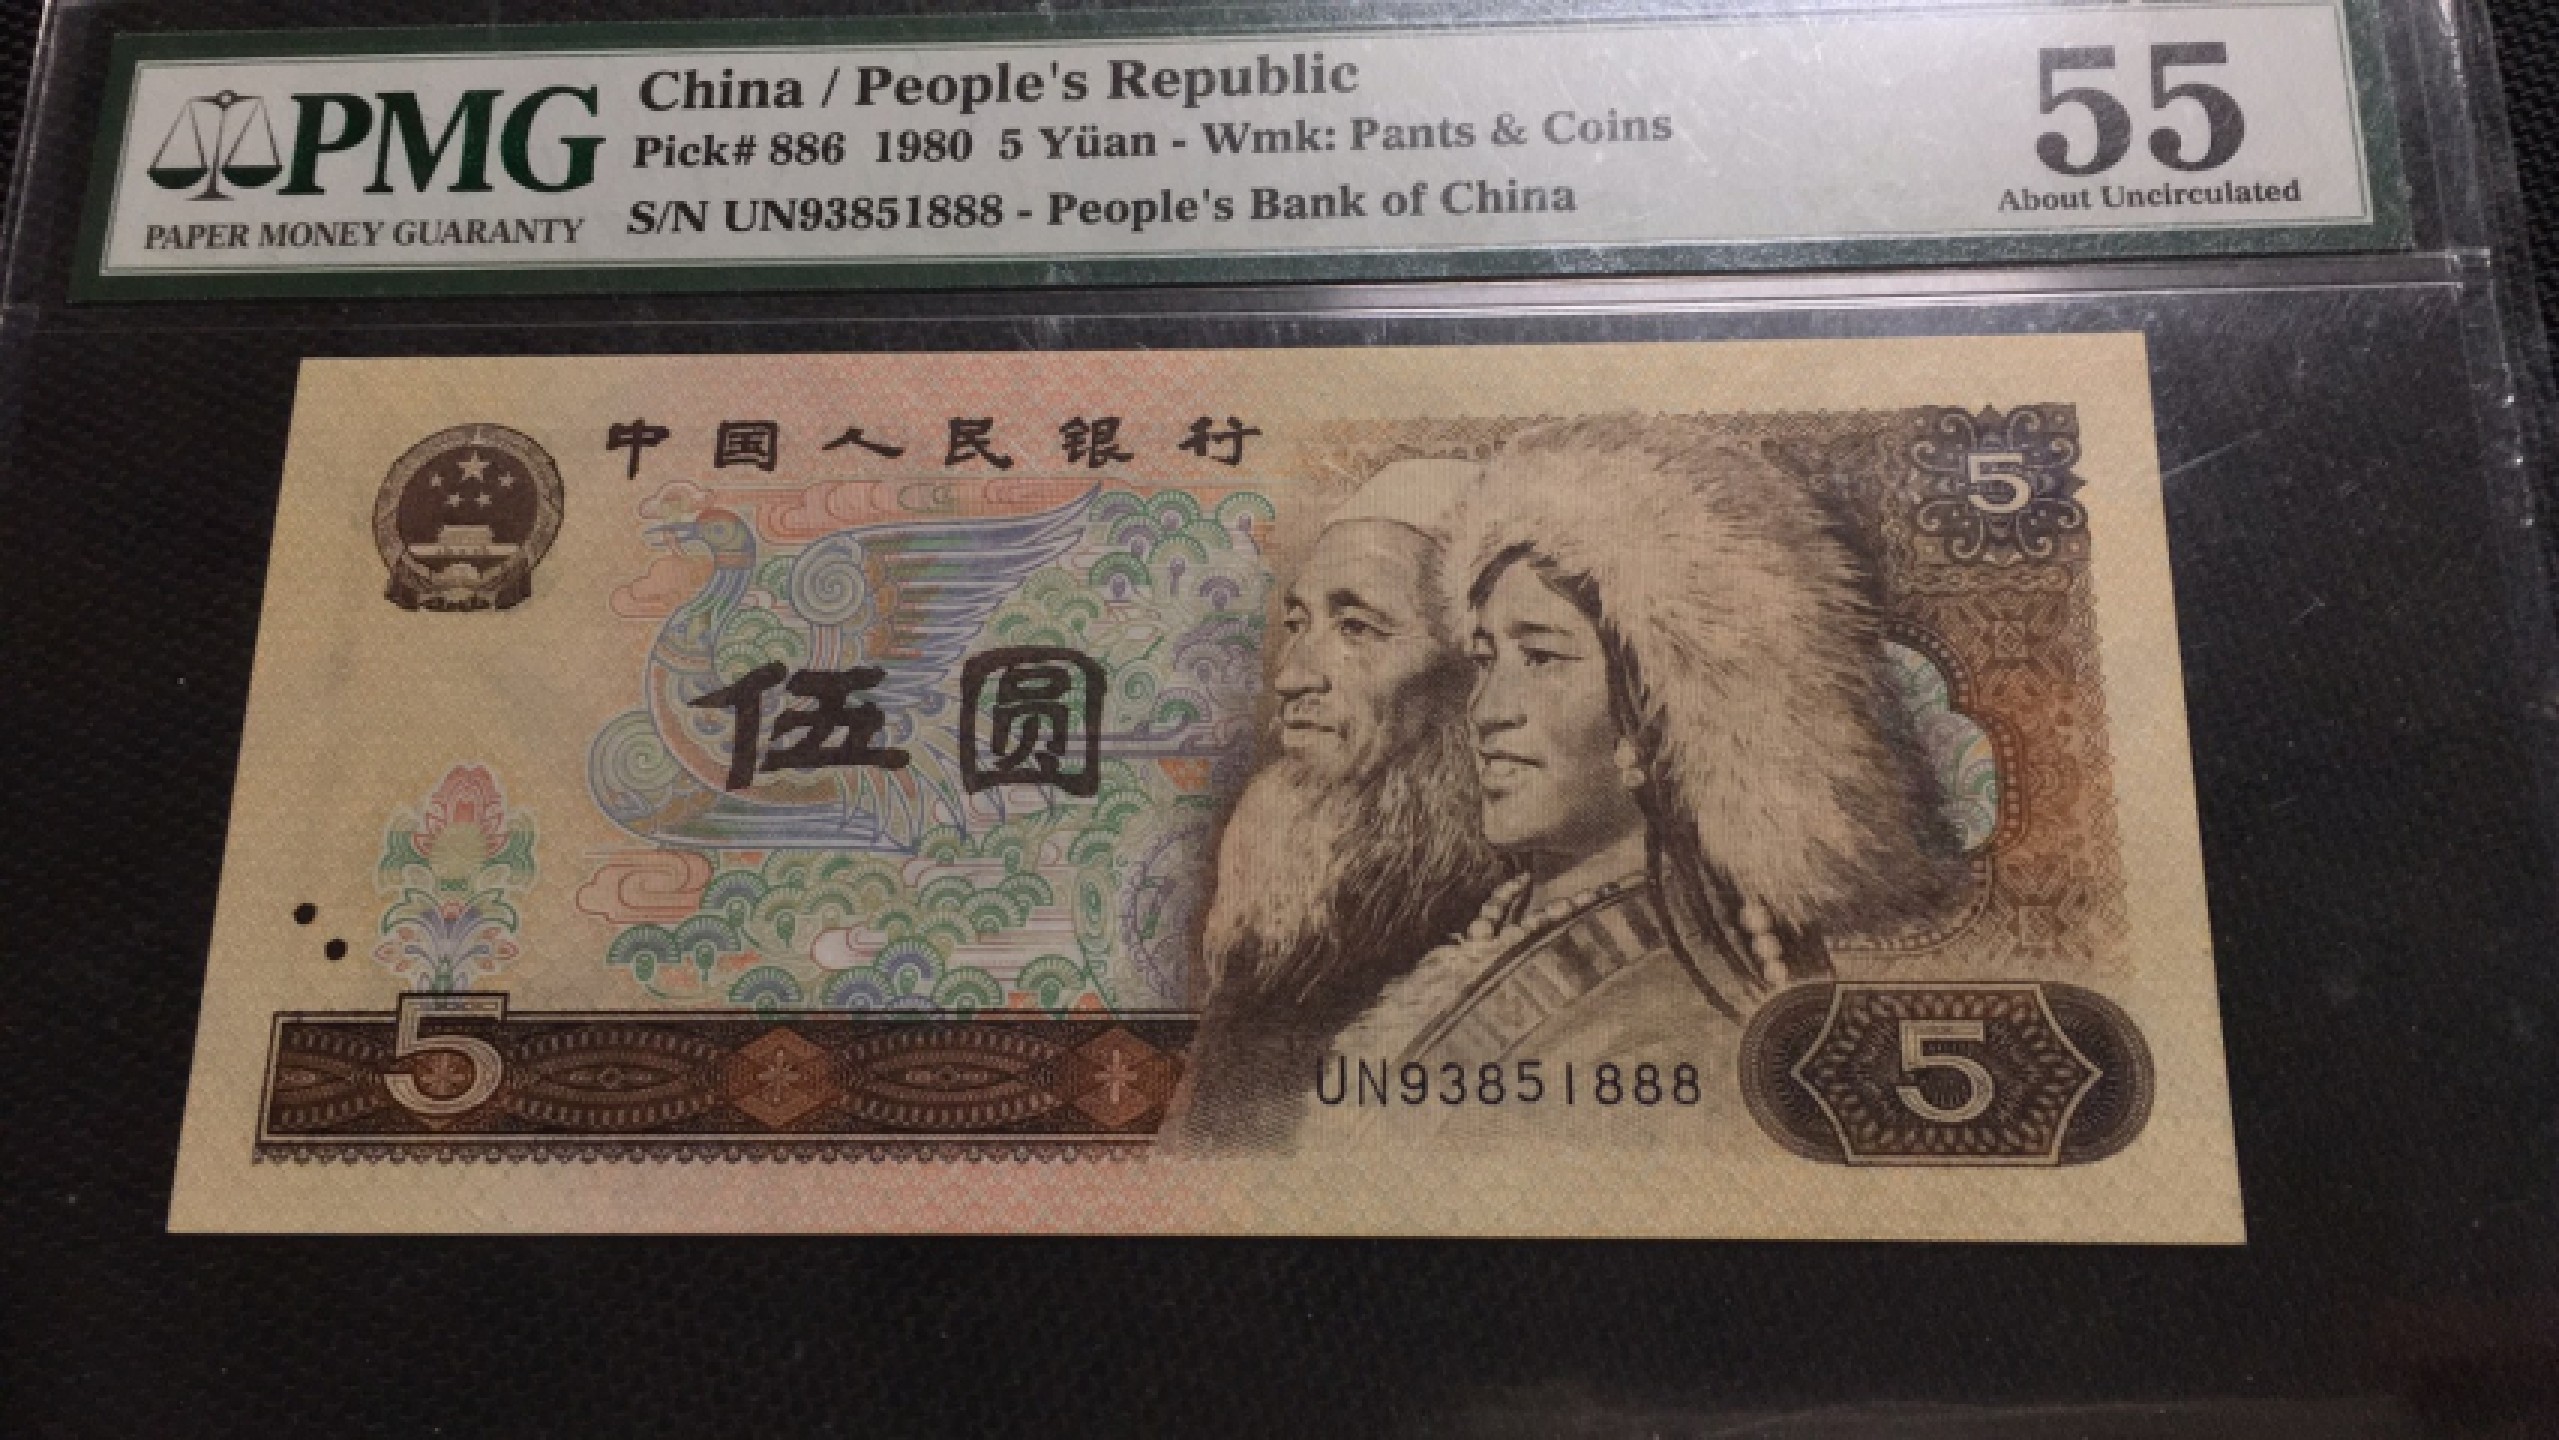 PMG
PAPER MONEY GUARANTY
China / People's Republic
Pick# 886 1980 5 Yüan - Wmk: Pants & Coins
S/N UN93851888 - People's Bank of China
55
About Uncirculated
中国人民银行
5
伍圆
5
UN93851888
5